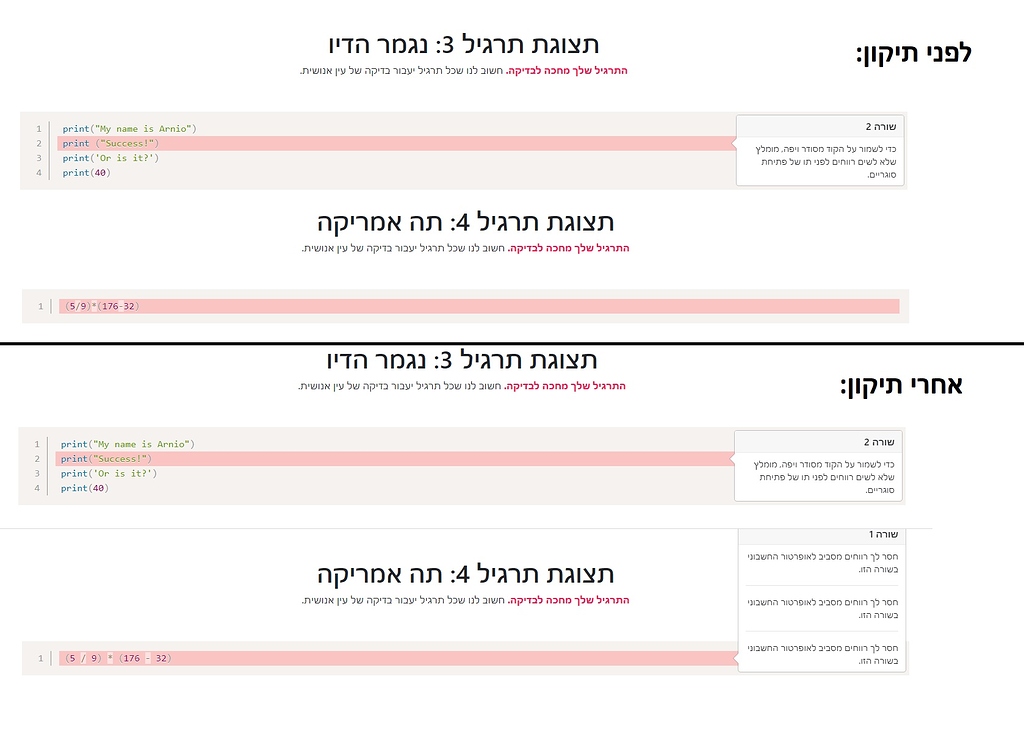 לפני תיקון:
תצוגת תרגיל 3: נגמר הדיו
התרגיל שלך מחכה לבדיקה. חשוב לנו שכל תרגיל יעבור בדיקה של עין אנושית.
1 print("My name is Arnio")
2 print ("Success!")
3 print('Or is it?')
4 print(40)
שורה 2
כדי לשמור על הקוד מסודר ויפה, מומלץ
שלא לשים רווחים לפני תו של פתיחת
סוגריים.
תצוגת תרגיל 4: תה אמריקה
התרגיל שלך מחכה לבדיקה. חשוב לנו שכל תרגיל יעבור בדיקה של עין אנושית.
1 (5/9)*(176-32)
אחרי תיקון:
תצוגת תרגיל 3: נגמר הדיו
התרגיל שלך מחכה לבדיקה. חשוב לנו שכל תרגיל יעבור בדיקה של עין אנושית.
1 print("My name is Arnio")
2 print("Success!")
3 print('Or is it?')
4 print(40)
שורה 2
כדי לשמור על הקוד מסודר ויפה, מומלץ
שלא לשים רווחים לפני תו של פתיחת
סוגריים.
תצוגת תרגיל 4: תה אמריקה
התרגיל שלך מחכה לבדיקה. חשוב לנו שכל תרגיל יעבור בדיקה של עין אנושית.
1 (5 / 9) * (176 - 32)
שורה 1
חסר לך רווחים מסביב לאופרטור החשבוני
בשורה הזו.
חסר לך רווחים מסביב לאופרטור החשבוני
בשורה הזו.
חסר לך רווחים מסביב לאופרטור החשבוני
בשורה הזו.